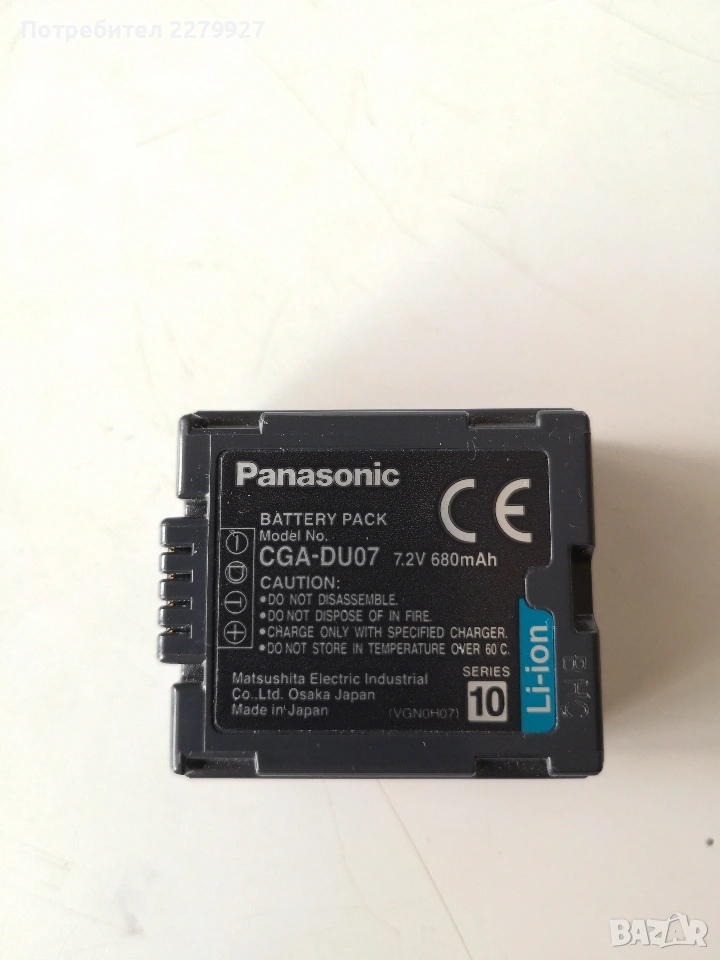 Потребител 2279927
Panasonic
CE
BATTERY PACK
Model No.
CGA-DU07 7.2V 680mAh
CAUTION:
•DO NOT DISASSEMBLE.
•DO NOT DISPOSE OF IN FIRE.
•CHARGE ONLY WITH SPECIFIED CHARGER.
•DO NOT STORE IN TEMPERATURE OVER 60°C.
Matsushita Electric Industrial
Co.,Ltd. Osaka Japan
Made in Japan
(VGN0H07)
SERIES
10
Li-ion
D
T
BAZAR